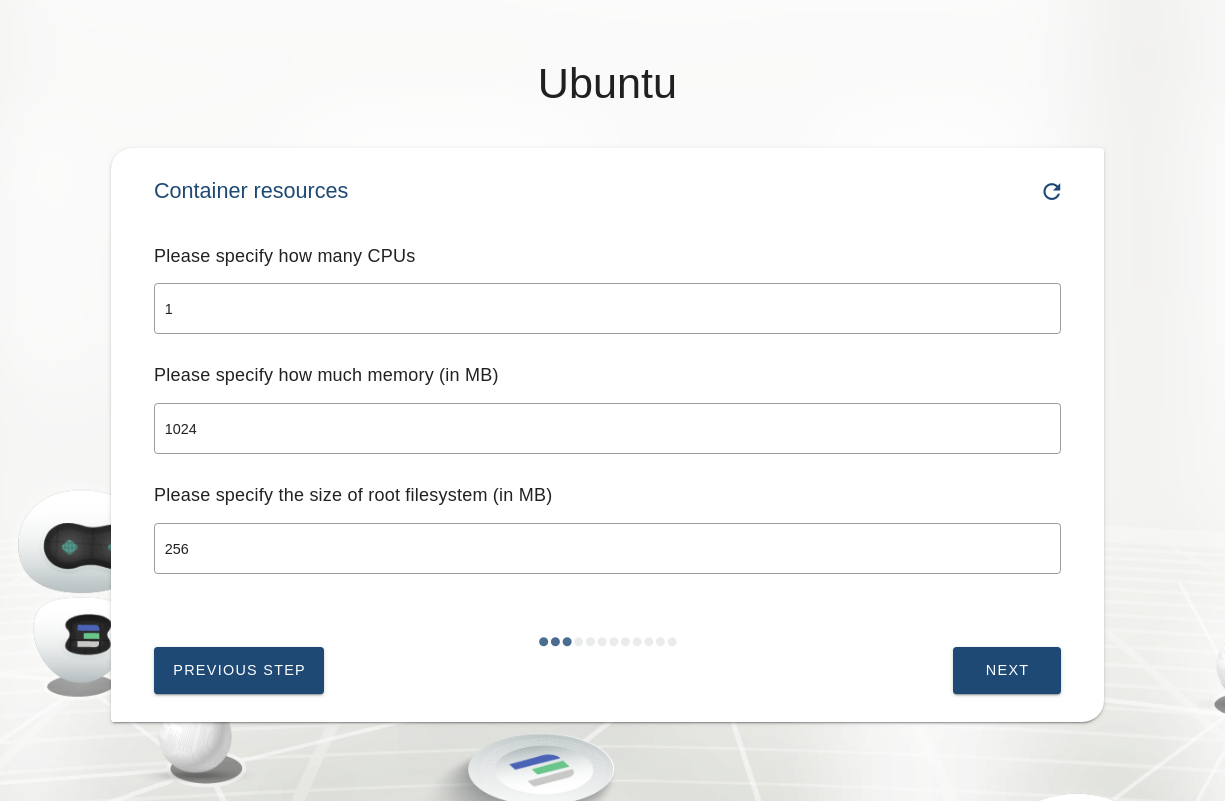 Ubuntu
Container resources
Please specify how many CPUs
1
Please specify how much memory (in MB)
1024
Please specify the size of root filesystem (in MB)
256
PREVIOUS STEP
NEXT